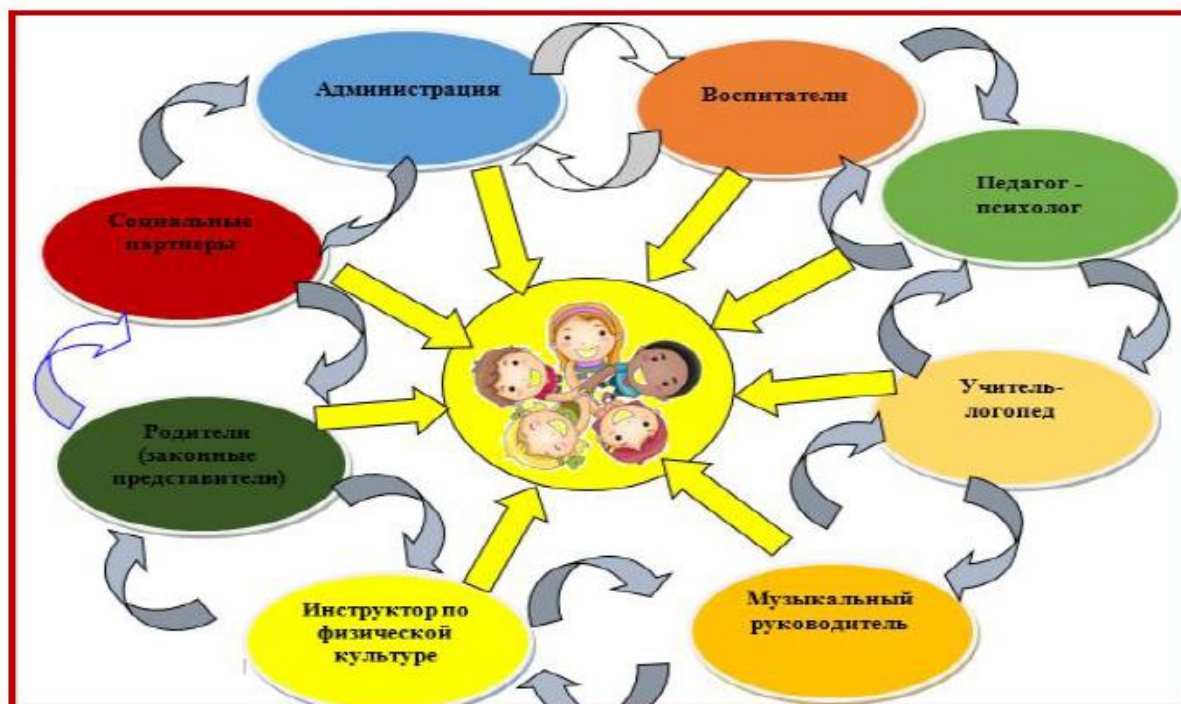 Администрация
Воспитатели
Педагог -
психолог
Социальные
партнеры
Учитель-
логопед
Родители
(законные
представители)
Инструктор по
физической
культуре
Музыкальный
руководитель